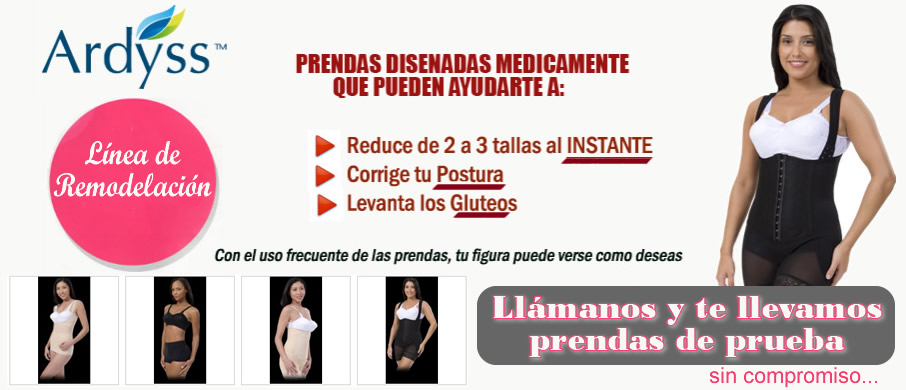 Ardyss™
Línea de
Remodelación
PRENDAS DISENADAS MEDICAMENTE
QUE PUEDEN AYUDARTE A:
Reduce de 2 a 3 tallas al INSTANTE
Corrige tu Postura
Levanta los Gluteos
Con el uso frecuente de las prendas, tu figura puede verse como deseas
Llámanos y te llevamos
prendas de prueba
sin compromiso...